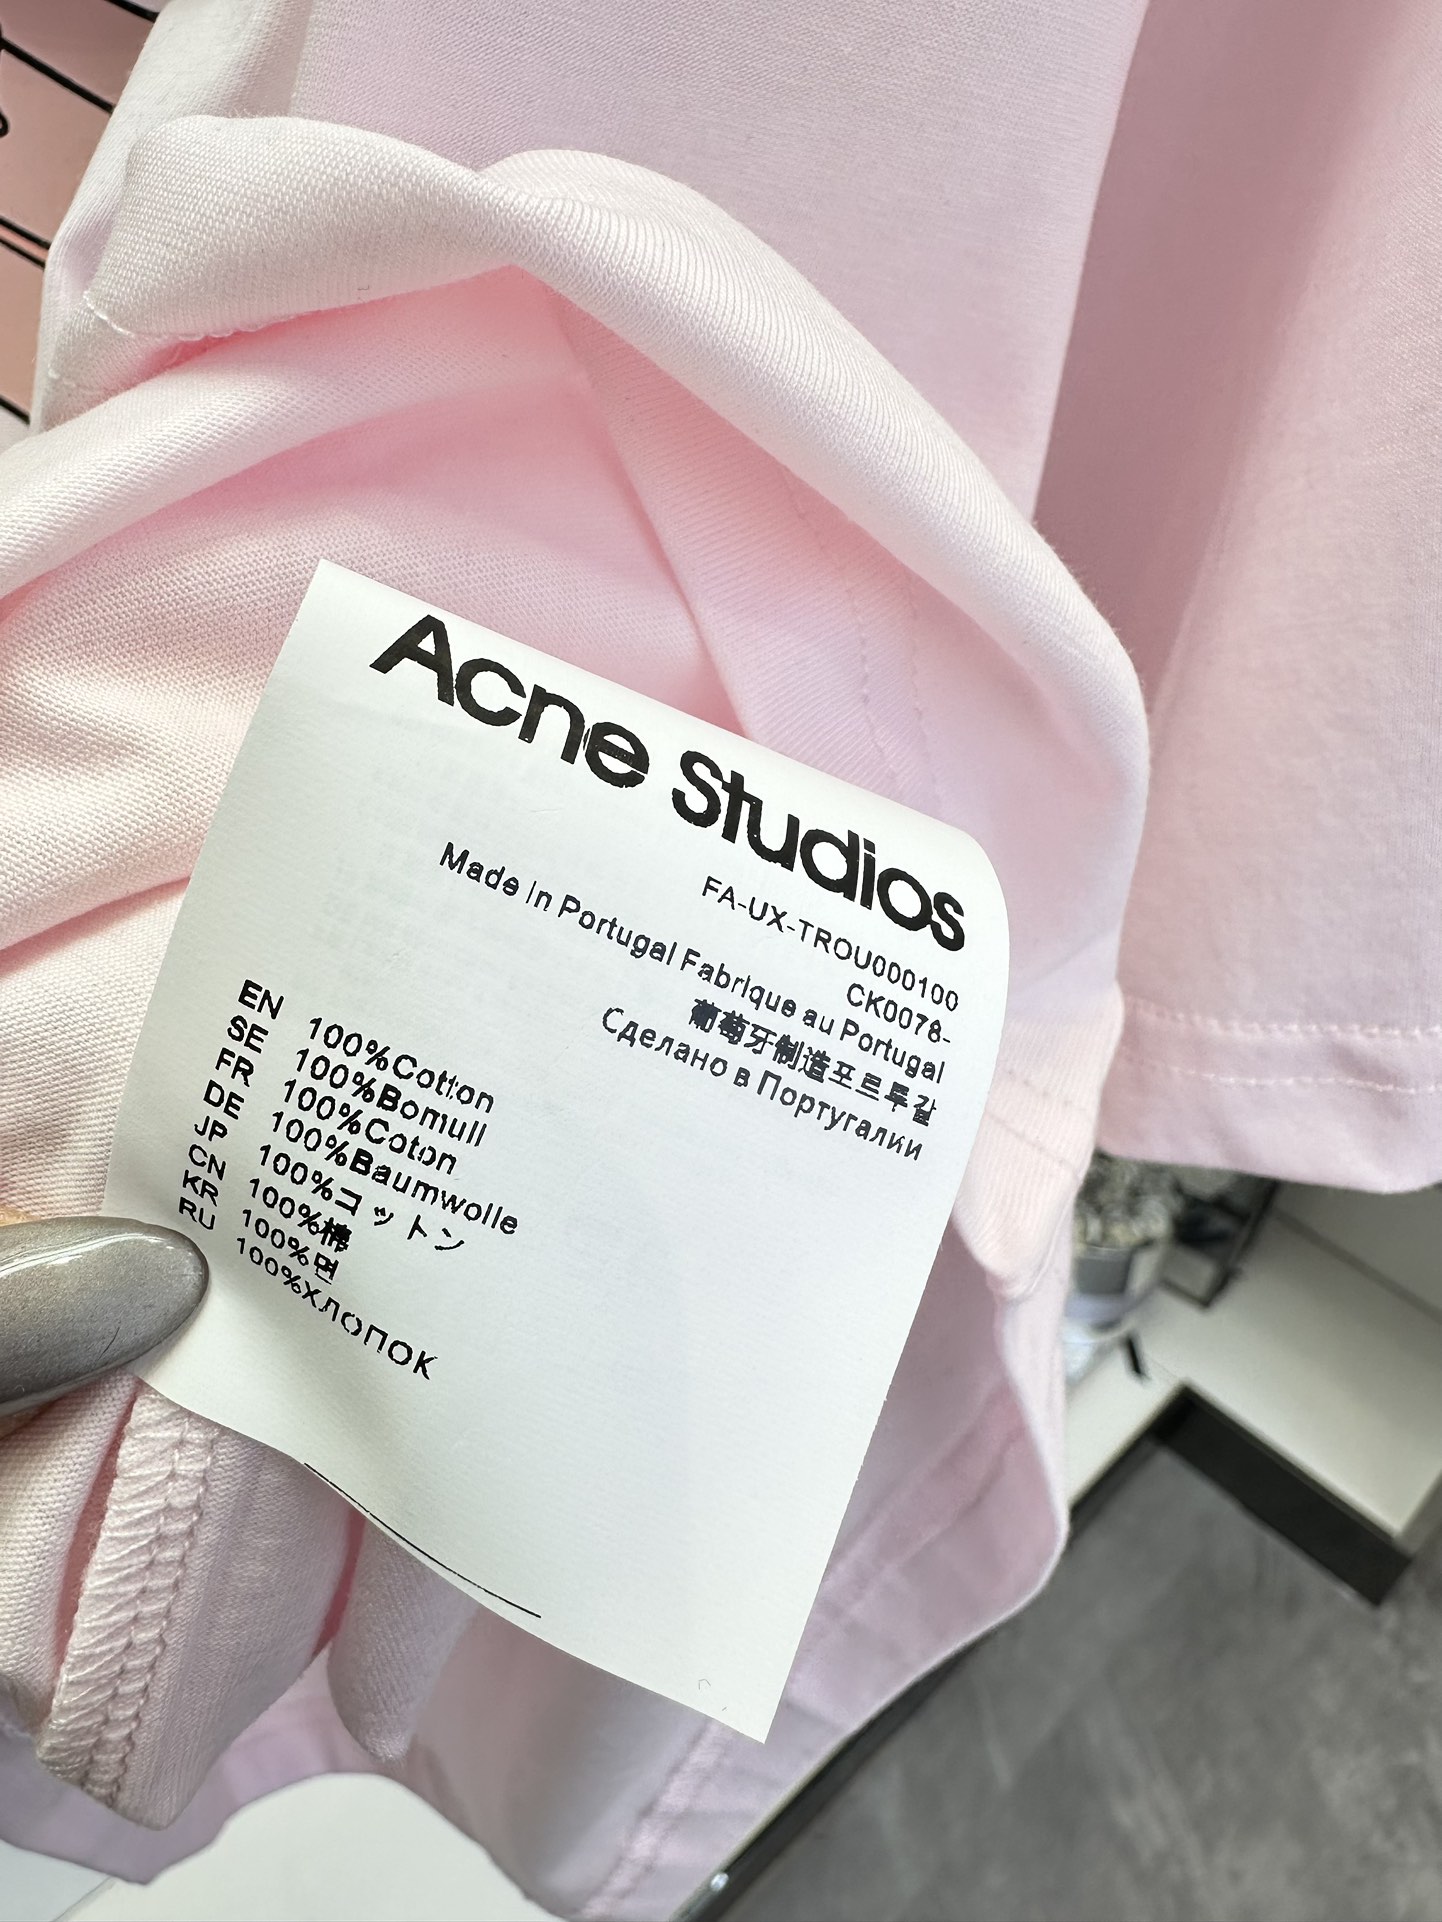 Acne Studios
FA-UX-TROU000100
CK0078-
Made in Portugal Fabrique au Portugal
葡萄牙制造포르투갈
Сделано в Португалии
EN 100%Cotton
SE 100%Bomull
FR 100%Coton
DE 100%Baumwolle
JP 100%コットン
CN 100%棉
KR 100%면
RU 100%ХЛОПОК